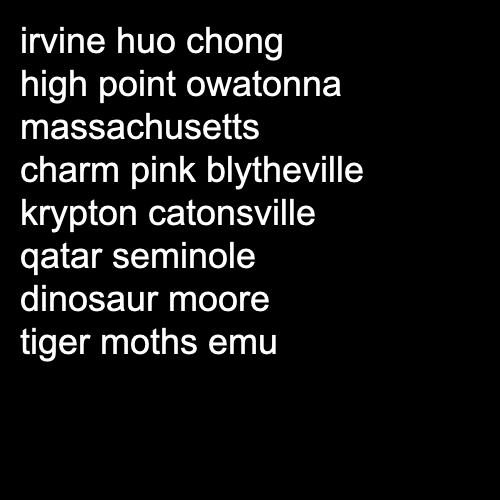 irvine huo chong
high point owatonna
massachusetts
charm pink blytheville
krypton catonsville
qatar seminole
dinosaur moore
tiger moths emu